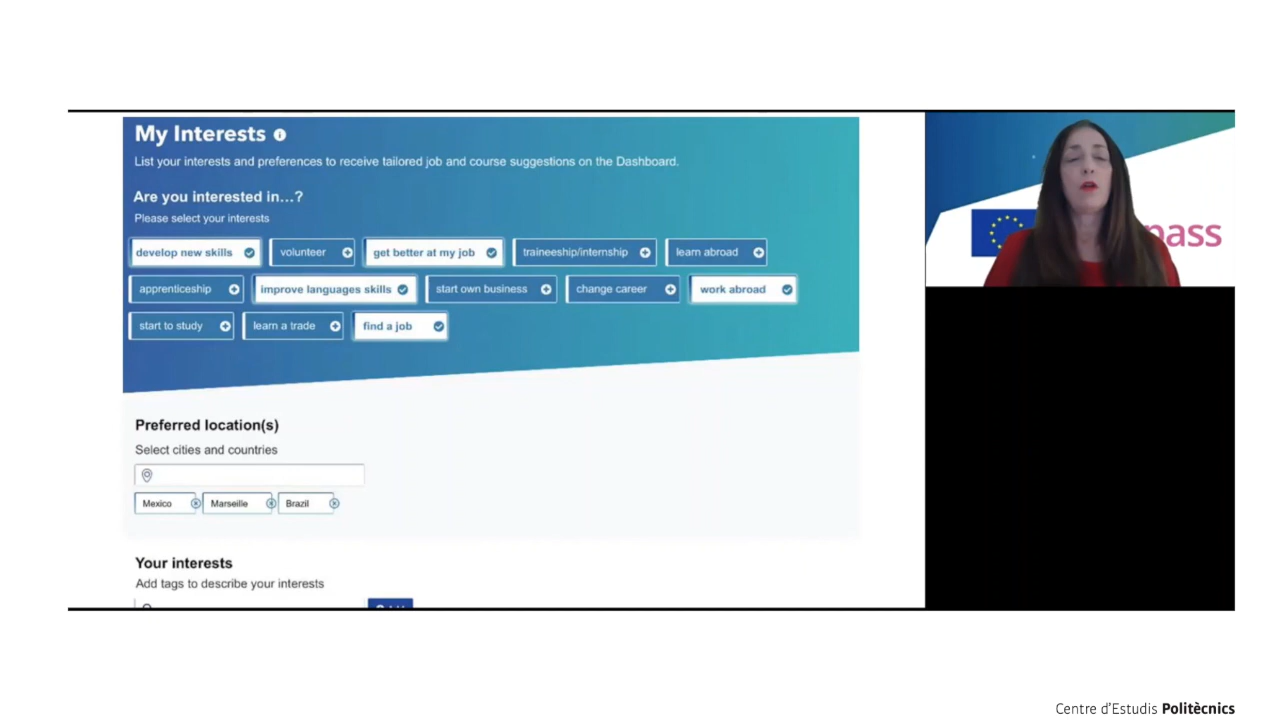 My Interests
List your interests and preferences to receive tailored job and course suggestions on the Dashboard.
Are you interested in...?
Please select your interests
develop new skills volunteer get better at my job traineeship/internship learn abroad
apprenticeship improve languages skills start own business change career work abroad
start to study learn a trade find a job
Preferred location(s)
Select cities and countries
Mexico Marseille Brazil
Your interests
Add tags to describe your interests
pass
Centre d'Estudis Politècnics